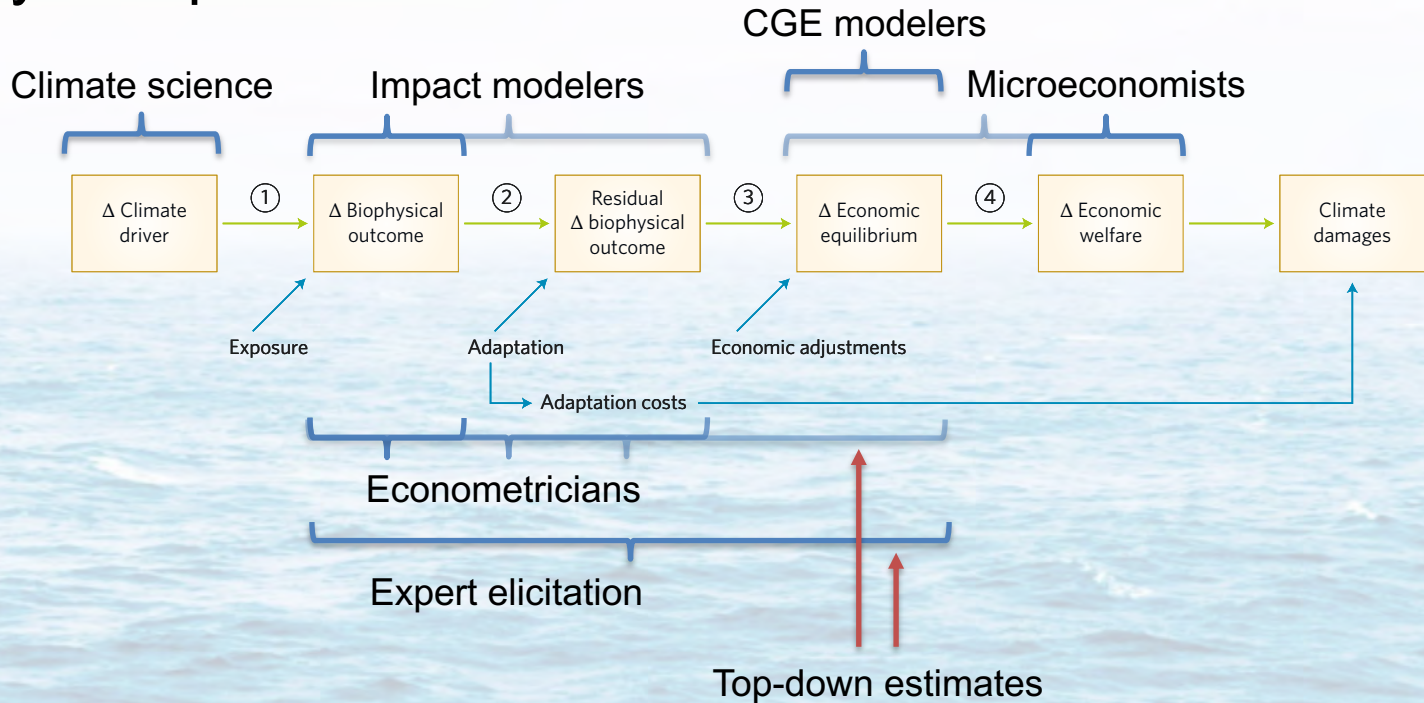 CGE modelers
Climate science
Impact modelers
Microeconomists
Δ Climate
driver
①
Δ Biophysical
outcome
②
Residual
Δ biophysical
outcome
③
Δ Economic
equilibrium
④
Δ Economic
welfare
Climate
damages
Exposure
Adaptation
Economic adjustments
Adaptation costs
Econometricians
Expert elicitation
Top-down estimates